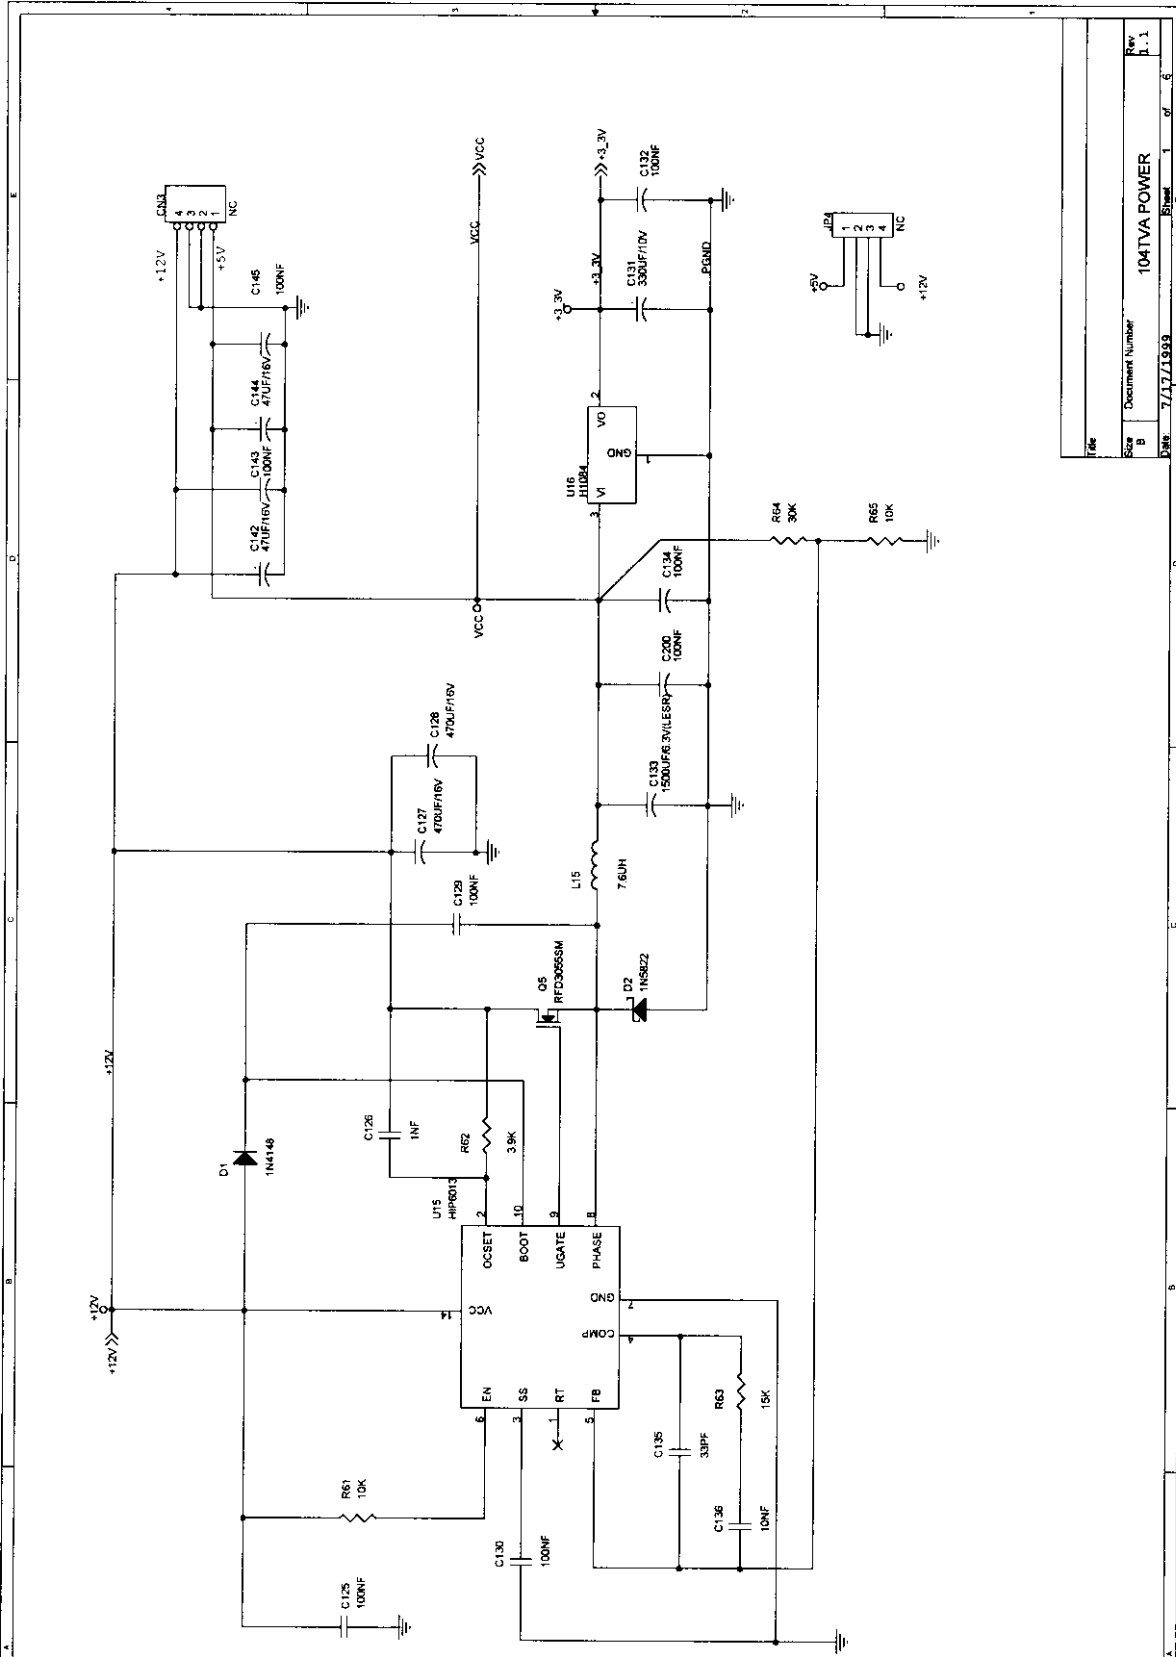 +12V
+12V
+12V
D1
1N4148
C125
100NF
R61
10K
C130
100NF
U15
HIP6013
14
VCC
6
EN
3
SS
1
RT
5
FB
OCSET
2
BOOT
10
UGATE
9
PHASE
8
GND
7
COMP
4
C126
1NF
R62
3.9K
C135
33PF
R63
15K
C136
10NF
Q5
RFD3055SM
D2
1N5822
C129
100NF
C127
470UF/16V
C128
470UF/16V
L15
7.6UH
C133
1500UF/6.3V(LESR)
C200
100NF
C134
100NF
VCC
VCC
VCC
C142
47UF/16V
C143
100NF
C144
47UF/16V
C145
100NF
+12V
+5V
CN3
4
3
2
1
NC
U16
H1084
3
VI
VO
2
GND
1
+3_3V
+3_3V
+3_3V
C131
330UF/10V
C132
100NF
PGND
R64
30K
R65
10K
JP4
1
2
3
4
NC
+5V
+12V
Title
Size
B
Document Number
104TVA POWER
Rev
1.1
Date:
7/17/1999
Sheet
1
of
6
A
B
C
D
E
4
3
2
1
A
B
C
D